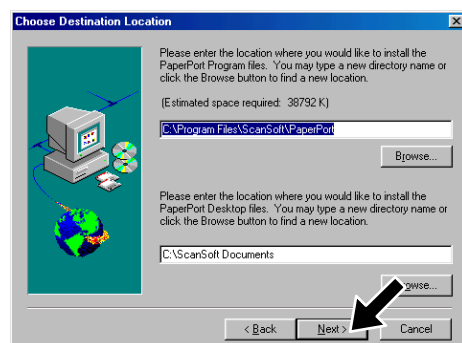 Choose Destination Location
Please enter the location where you would like to install the
PaperPort Program files.  You may type a new directory name or
click the Browse button to find a new location.
(Estimated space required:  38792 K)
C:\Program Files\ScanSoft\PaperPort
Browse...
Please enter the location where you would like to install the
PaperPort Desktop files.  You may type a new directory name or
click the Browse button to find a new location.
C:\ScanSoft Documents
owse...
< Back Next > Cancel